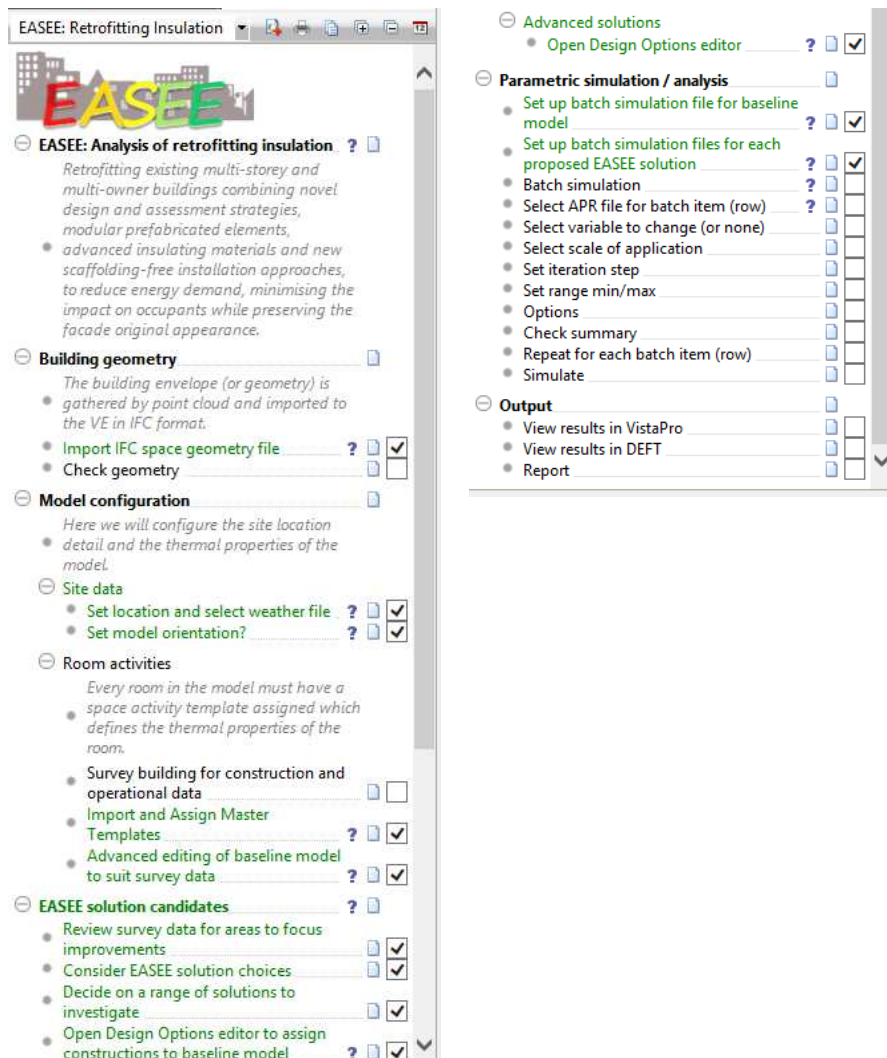 EASEE: Retrofitting Insulation
12
EASEE
EASEE: Analysis of retrofitting insulation ?
Retrofitting existing multi-storey and
multi-owner buildings combining novel
design and assessment strategies,
modular prefabricated elements,
advanced insulating materials and new
scaffolding-free installation approaches,
to reduce energy demand, minimising the
impact on occupants while preserving the
facade original appearance.
Building geometry
The building envelope (or geometry) is
gathered by point cloud and imported to
the VE in IFC format.
Import IFC space geometry file ?
Check geometry
Model configuration
Here we will configure the site location
detail and the thermal properties of the
model.
Site data
Set location and select weather file ?
Set model orientation? ?
Room activities
Every room in the model must have a
space activity template assigned which
defines the thermal properties of the
room.
Survey building for construction and
operational data
Import and Assign Master
Templates ?
Advanced editing of baseline model
to suit survey data ?
EASEE solution candidates ?
Review survey data for areas to focus
improvements
Consider EASEE solution choices
Decide on a range of solutions to
investigate
Open Design Options editor to assign
constructions to baseline model ?
Advanced solutions
Open Design Options editor ?
Parametric simulation / analysis
Set up batch simulation file for baseline
model ?
Set up batch simulation files for each
proposed EASEE solution ?
Batch simulation ?
Select APR file for batch item (row) ?
Select variable to change (or none)
Select scale of application
Set iteration step
Set range min/max
Options
Check summary
Repeat for each batch item (row)
Simulate
Output
View results in VistaPro
View results in DEFT
Report